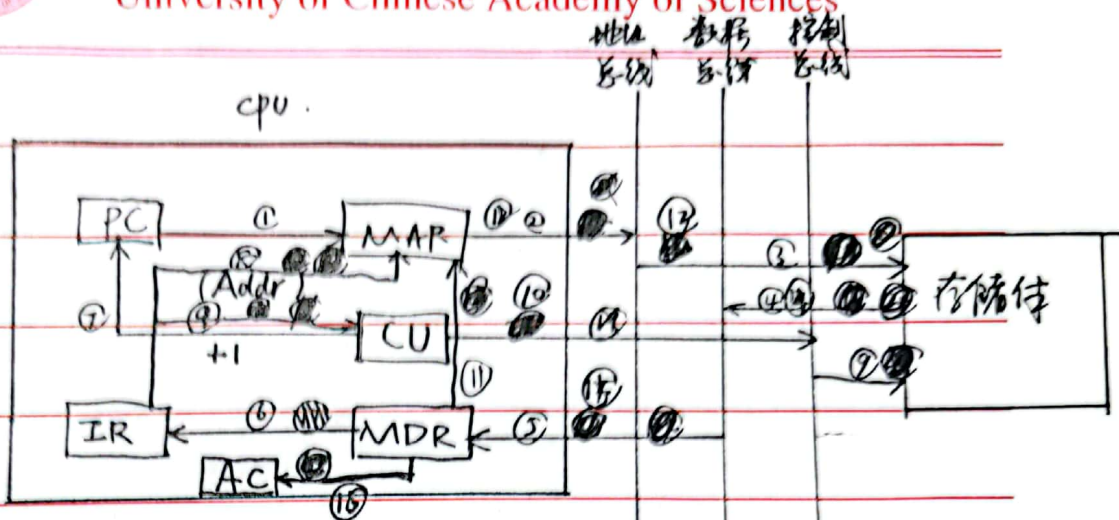 University of Chinese Academy of Sciences
地址 数据 控制
总线 总线 总线
cpu.
PC ① MAR ⑫ ② ⑬ ③
(Addr) ④ 存储体
⑦ ⑨ CU ⑩
+1
⑪ ⑮
IR ⑥ MDR ⑤
AC
⑯